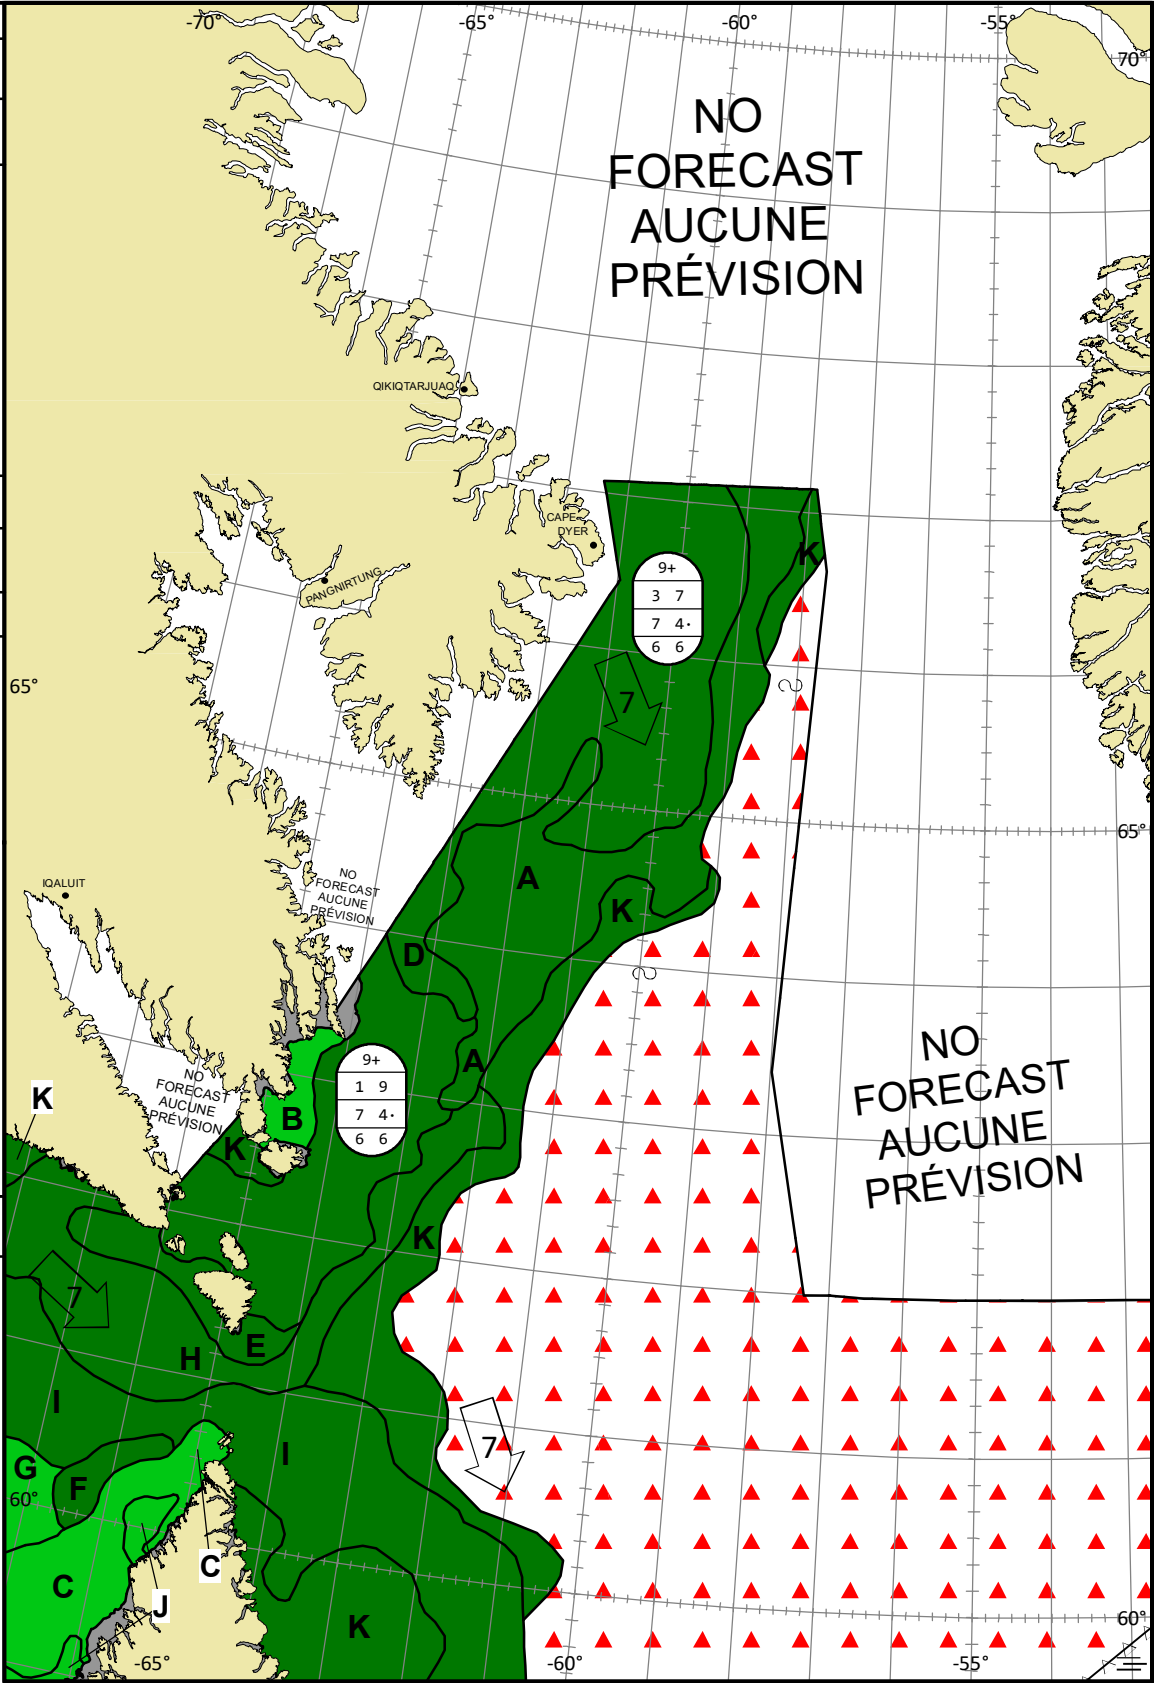 -70°
-65°
-60°
-55°
70°
NO
FORECAST
AUCUNE
PRÉVISION
QIKIQTARJUAQ
CAPE
DYER
PANGNIRTUNG
K
9+
3 7
7 4•
6 6
7
65°
65°
A
IQALUIT
NO
FORECAST
AUCUNE
PRÉVISION
K
D
NO
FORECAST
AUCUNE
PRÉVISION
A
9+
1 9
7 4•
6 6
NO
FORECAST
AUCUNE
PRÉVISION
K
B
K
K
7
E
H
I
I
7
G
F
60°
C
C
J
K
60°
-65°
-60°
-55°